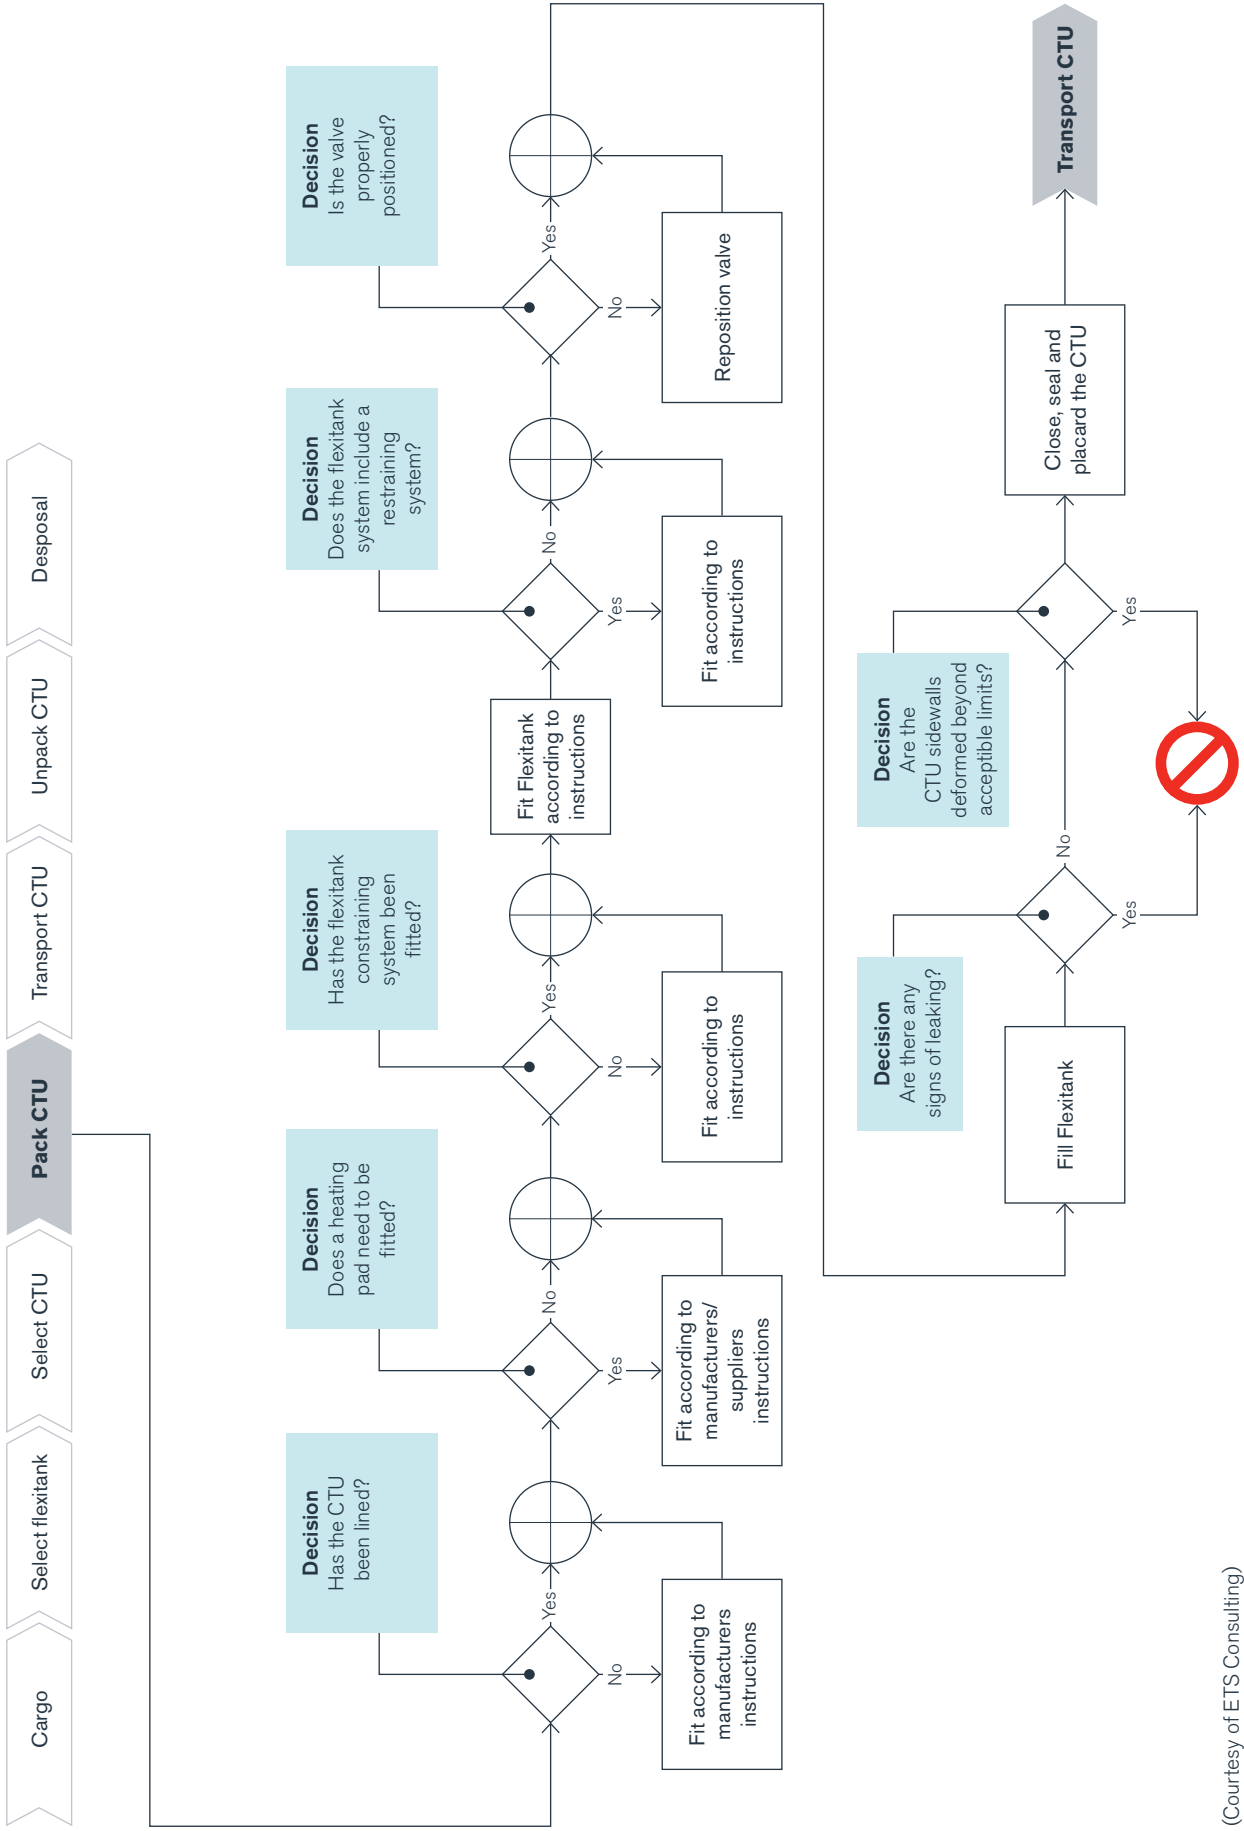 Cargo
Select flexitank
Select CTU
Pack CTU
Transport CTU
Unpack CTU
Desposal
Decision
Has the CTU
been lined?
Yes
No
Fit according to
manufacturers
instructions
Decision
Does a heating
pad need to be
fitted?
No
Yes
Fit according to
manufacturers/
suppliers
instructions
Decision
Has the flexitank
constraining
system been
fitted?
Yes
No
Fit according to
instructions
Fit Flexitank
according to
instructions
Decision
Does the flexitank
system include a
restraining
system?
No
Yes
Fit according to
instructions
Decision
Is the valve
properly
positioned?
Yes
No
Reposition valve
Fill Flexitank
Decision
Are there any
signs of leaking?
No
Yes
Decision
Are the
CTU sidewalls
deformed beyond
acceptible limits?
Yes
Close, seal and
placard the CTU
Transport CTU
(Courtesy of ETS Consulting)